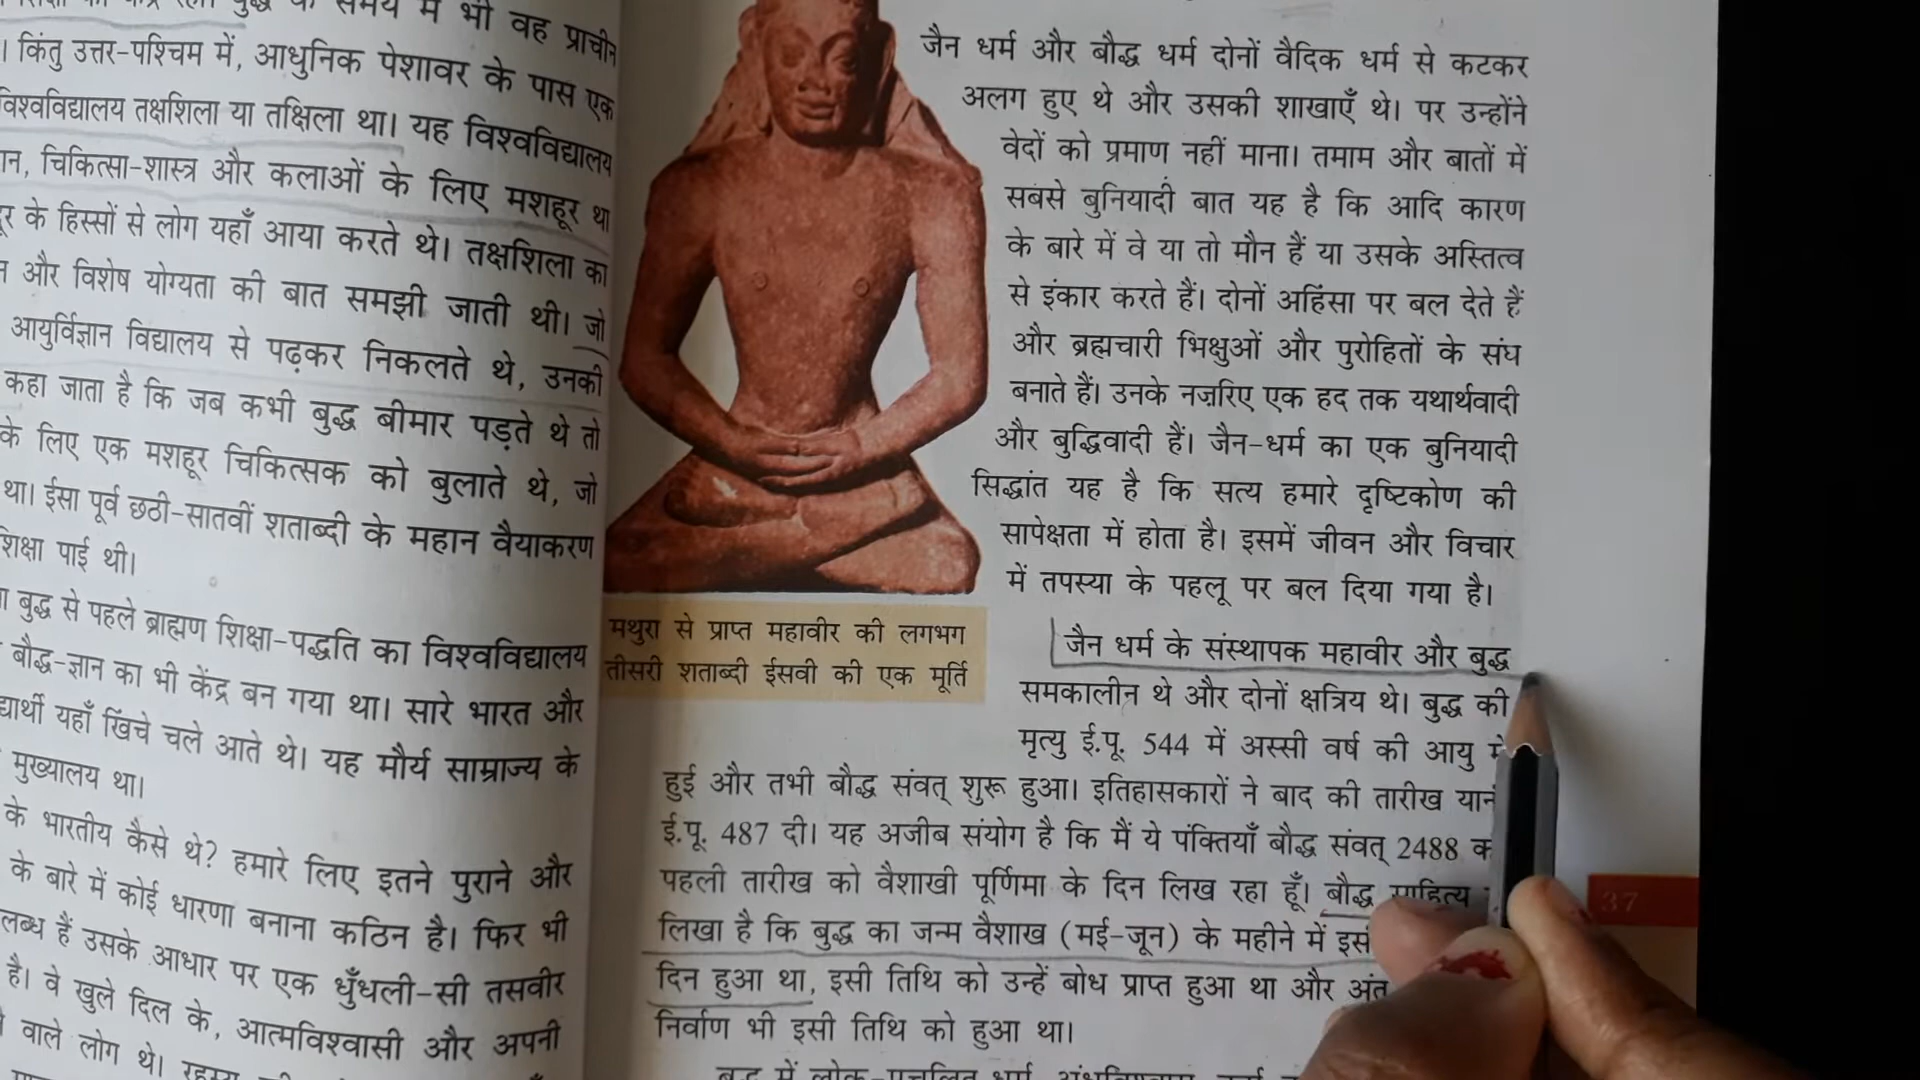 समय में भी वह प्राचीन
। किंतु उत्तर-पश्चिम में, आधुनिक पेशावर के पास एक
विश्वविद्यालय तक्षशिला या तक्षिला था। यह विश्वविद्यालय
चिकित्सा-शास्त्र और कलाओं के लिए मशहूर था
के हिस्सों से लोग यहाँ आया करते थे। तक्षशिला का
और विशेष योग्यता की बात समझी जाती थी। जो
आयुर्विज्ञान विद्यालय से पढ़कर निकलते थे, उनकी
कहा जाता है कि जब कभी बुद्ध बीमार पड़ते थे तो
के लिए एक मशहूर चिकित्सक को बुलाते थे, जो
था। ईसा पूर्व छठी-सातवीं शताब्दी के महान वैयाकरण
शिक्षा पाई थी।
बुद्ध से पहले ब्राह्मण शिक्षा-पद्धति का विश्वविद्यालय
बौद्ध-ज्ञान का भी केंद्र बन गया था। सारे भारत और
यहाँ खिंचे चले आते थे। यह मौर्य साम्राज्य के
मुख्यालय था।
के भारतीय कैसे थे? हमारे लिए इतने पुराने और
के बारे में कोई धारणा बनाना कठिन है। फिर भी
हैं उसके आधार पर एक धुँधली-सी तसवीर
है। वे खुले दिल के, आत्मविश्वासी और अपनी
वाले लोग थे।
जैन धर्म और बौद्ध धर्म दोनों वैदिक धर्म से कटकर
अलग हुए थे और उसकी शाखाएँ थे। पर उन्होंने
वेदों को प्रमाण नहीं माना। तमाम और बातों में
सबसे बुनियादी बात यह है कि आदि कारण
के बारे में वे या तो मौन हैं या उसके अस्तित्व
से इंकार करते हैं। दोनों अहिंसा पर बल देते हैं
और ब्रह्मचारी भिक्षुओं और पुरोहितों के संघ
बनाते हैं। उनके नज़रिए एक हद तक यथार्थवादी
और बुद्धिवादी हैं। जैन-धर्म का एक बुनियादी
सिद्धांत यह है कि सत्य हमारे दृष्टिकोण की
सापेक्षता में होता है। इसमें जीवन और विचार
में तपस्या के पहलू पर बल दिया गया है।
मथुरा से प्राप्त महावीर की लगभग
तीसरी शताब्दी ईसवी की एक मूर्ति
जैन धर्म के संस्थापक महावीर और बुद्ध
समकालीन थे और दोनों क्षत्रिय थे। बुद्ध की
मृत्यु ई.पू. 544 में अस्सी वर्ष की आयु में
हुई और तभी बौद्ध संवत् शुरू हुआ। इतिहासकारों ने बाद की तारीख
ई.पू. 487 दी। यह अजीब संयोग है कि मैं ये पंक्तियाँ बौद्ध संवत् 2488
पहली तारीख को वैशाखी पूर्णिमा के दिन लिख रहा हूँ। बौद्ध साहित्य
लिखा है कि बुद्ध का जन्म वैशाख (मई-जून) के महीने में
दिन हुआ था, इसी तिथि को उन्हें बोध प्राप्त हुआ था और
निर्वाण भी इसी तिथि को हुआ था।
37